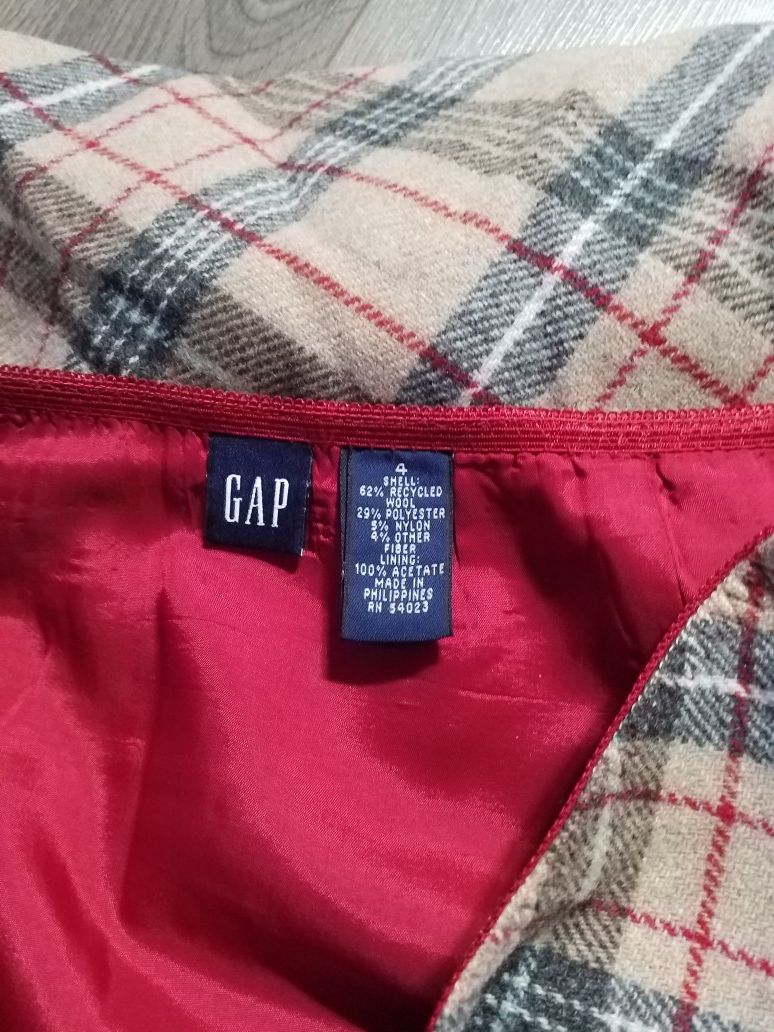 GAP
4
SHELL:
62% RECYCLED
WOOL
29% POLYESTER
5% NYLON
4% OTHER
FIBER
LINING:
100% ACETATE
MADE IN
PHILIPPINES
RN 54023